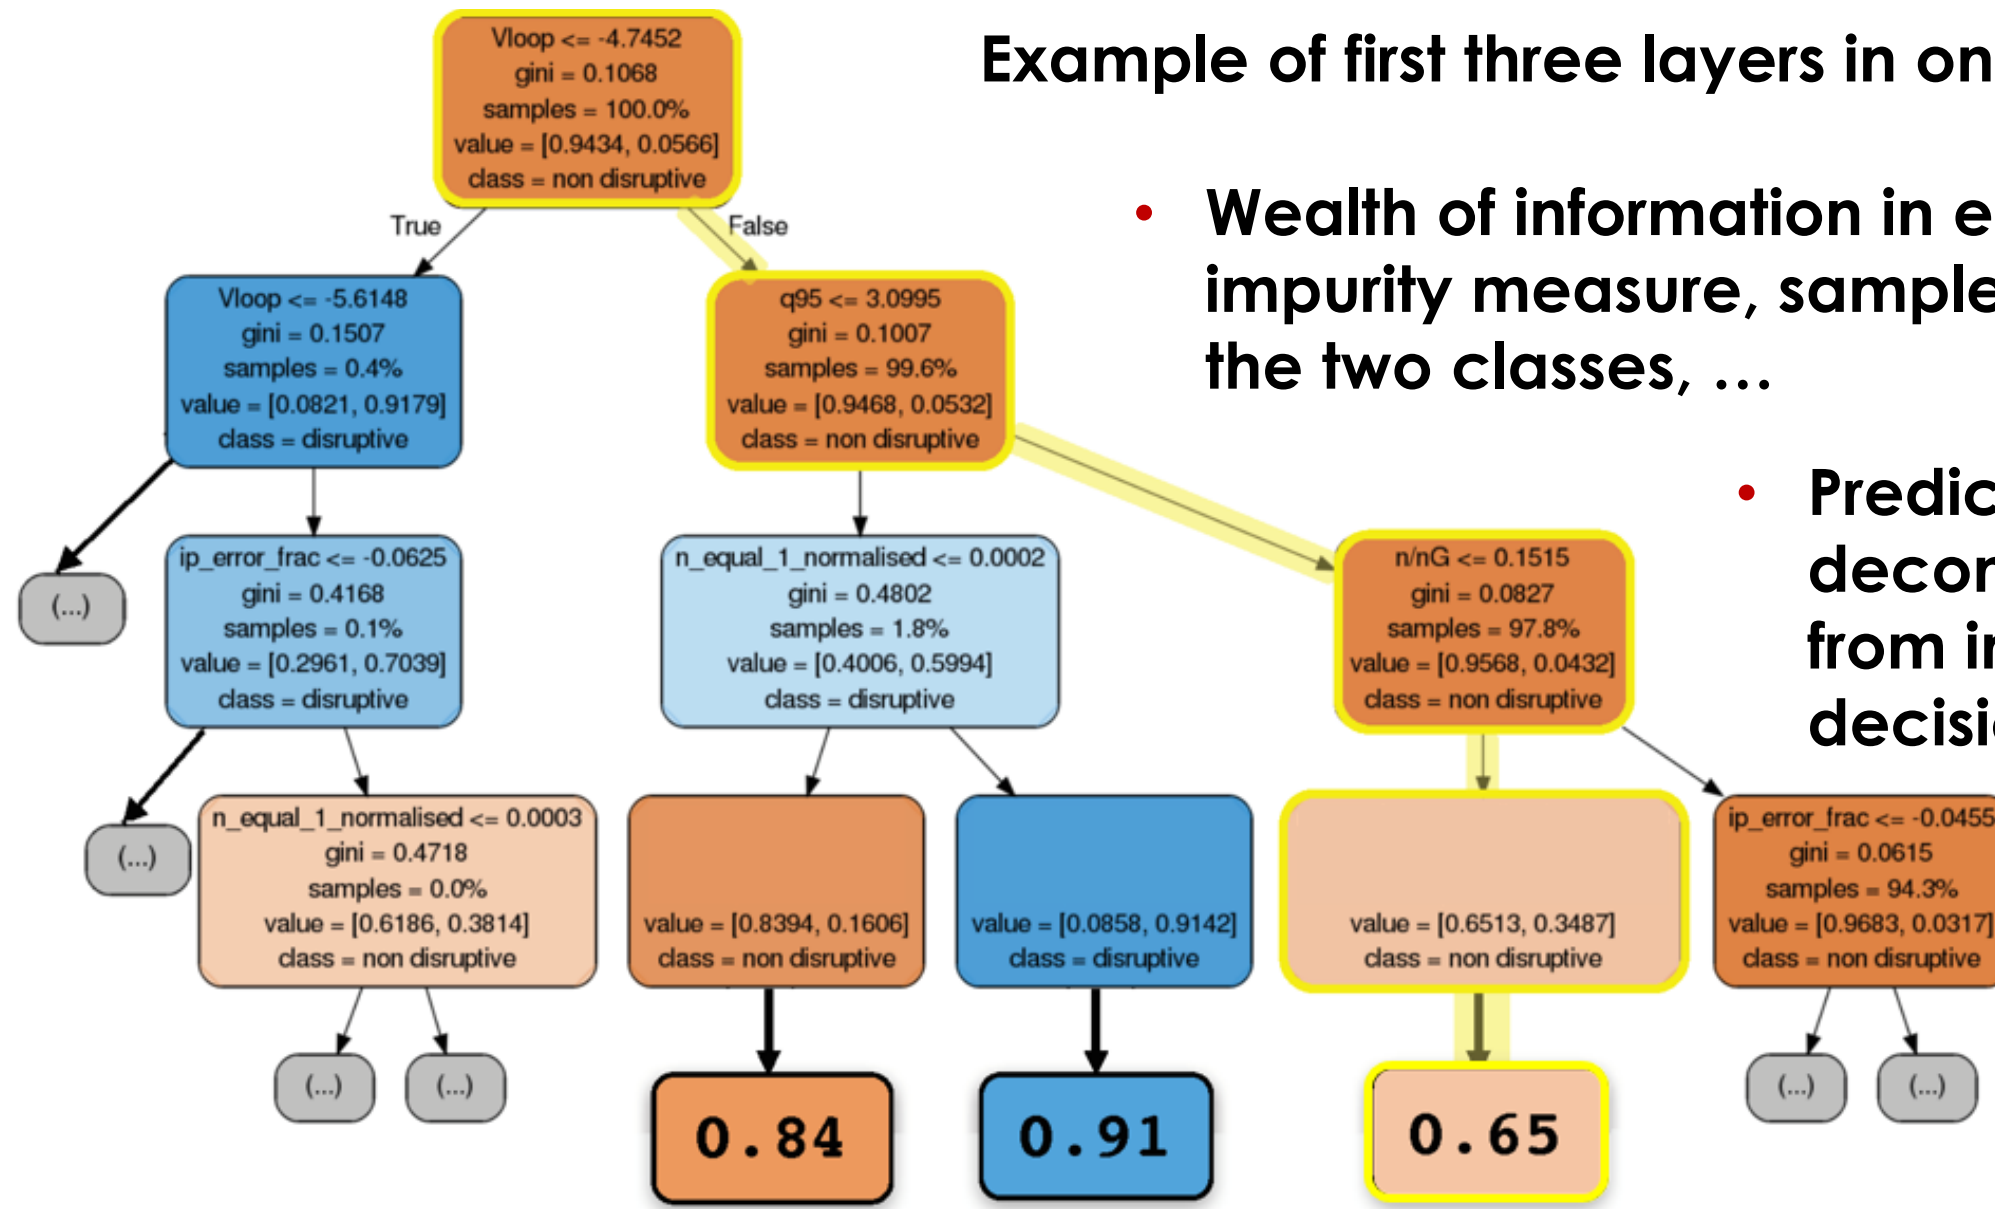 Example of first three layers in on
Vloop <= -4.7452
gini = 0.1068
samples = 100.0%
value = [0.9434, 0.0566]
class = non disruptive
True
False
• Wealth of information in e
impurity measure, sample
the two classes, …
Vloop <= -5.6148
gini = 0.1507
samples = 0.4%
value = [0.0821, 0.9179]
class = disruptive
q95 <= 3.0995
gini = 0.1007
samples = 99.6%
value = [0.9468, 0.0532]
class = non disruptive
• Predic
decor
from in
decisi
(...)
ip_error_frac <= -0.0625
gini = 0.4168
samples = 0.1%
value = [0.2961, 0.7039]
class = disruptive
n_equal_1_normalised <= 0.0002
gini = 0.4802
samples = 1.8%
value = [0.4006, 0.5994]
class = disruptive
n/nG <= 0.1515
gini = 0.0827
samples = 97.8%
value = [0.9568, 0.0432]
class = non disruptive
(...)
n_equal_1_normalised <= 0.0003
gini = 0.4718
samples = 0.0%
value = [0.6186, 0.3814]
class = non disruptive
value = [0.8394, 0.1606]
class = non disruptive
value = [0.0858, 0.9142]
class = disruptive
value = [0.6513, 0.3487]
class = non disruptive
ip_error_frac <= -0.0455
gini = 0.0615
samples = 94.3%
value = [0.9683, 0.0317]
class = non disruptive
(...)
(...)
0.84
0.91
0.65
(...)
(...)